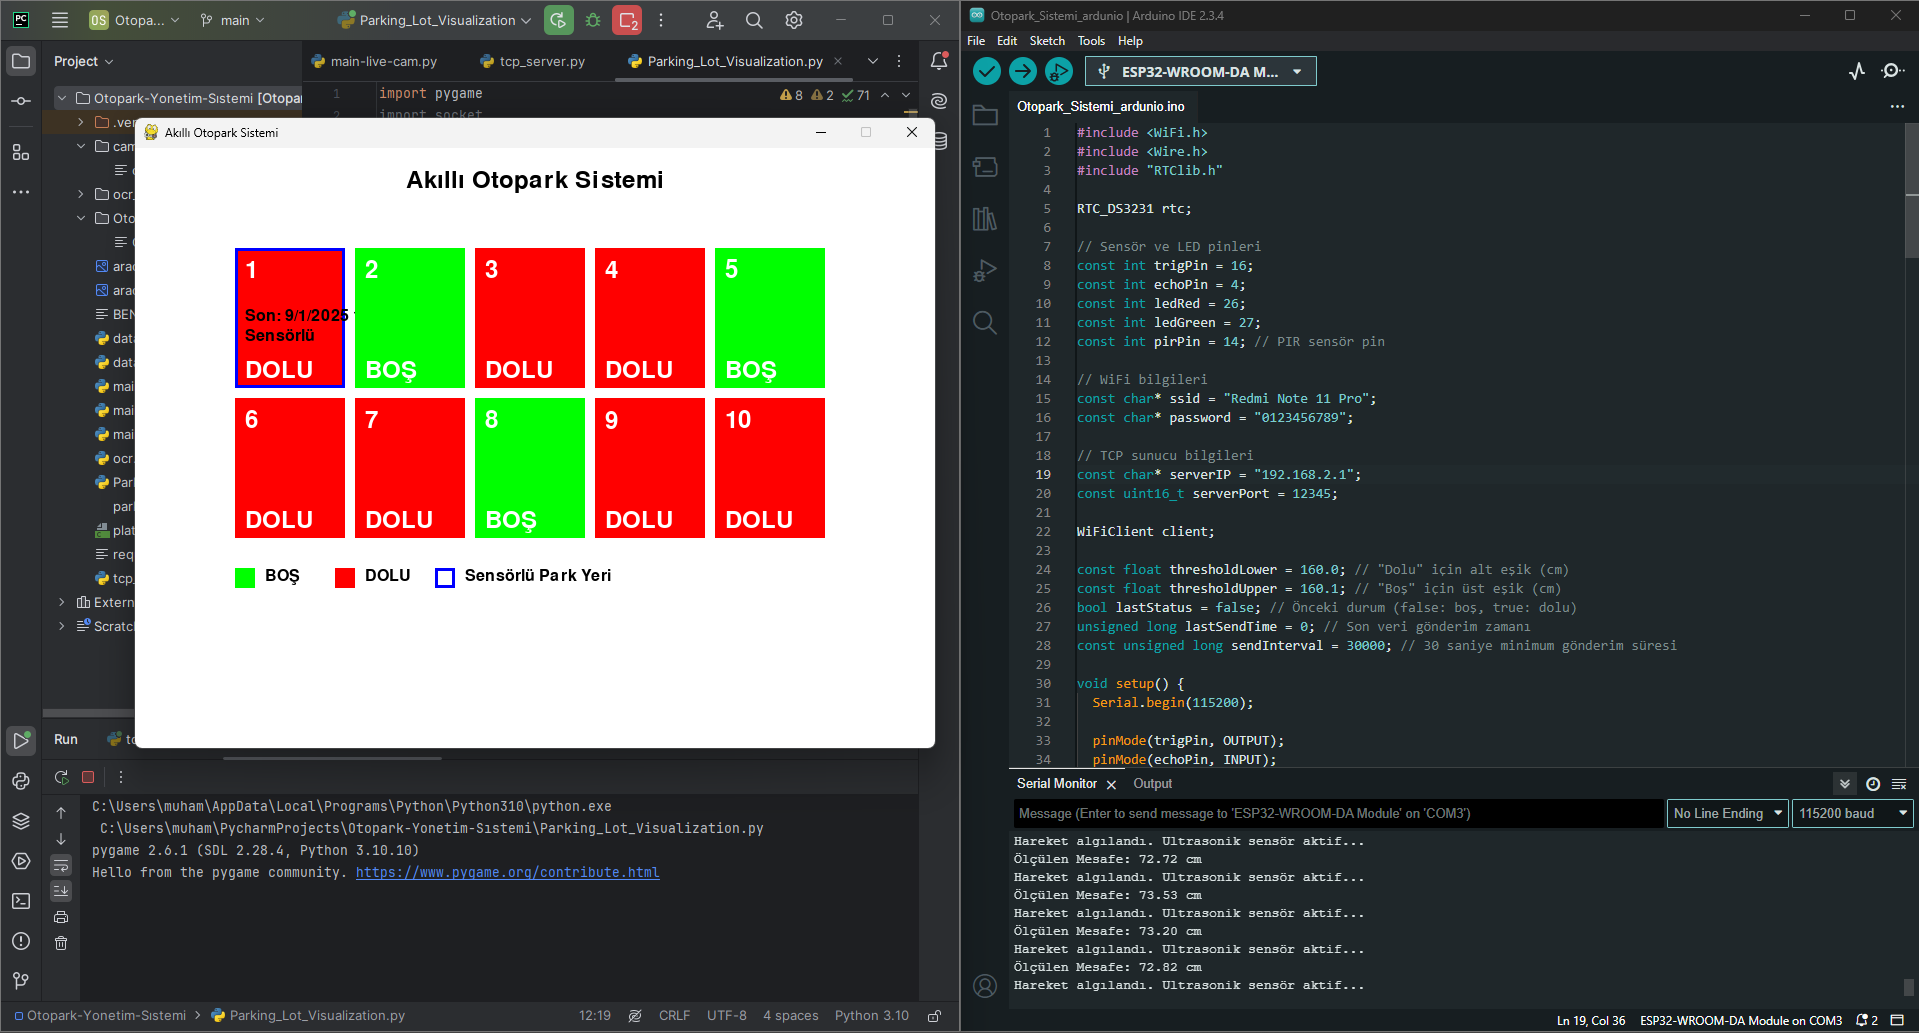 PC
OS Otopa...
main
Parking_Lot_Visualization
2
Project
main-live-cam.py
tcp_server.py
Parking_Lot_Visualization.py
Otopark-Yonetim-Sıstemi [Otopar
1 import pygame
8 2 71
2 import socket
.ver
cam
ocr_
Oto
arac
arac
BEN
data
data
mai
mai
mai
ocr.
Park
park
plat
req
tcp_
Extern
Scratch
Akıllı Otopark Sistemi
Akıllı Otopark Sistemi
1
Son: 9/1/2025
Sensörlü
DOLU
2
BOŞ
3
DOLU
4
DOLU
5
BOŞ
6
DOLU
7
DOLU
8
BOŞ
9
DOLU
10
DOLU
BOŞ
DOLU
Sensörlü Park Yeri
Run
tc
C:\Users\muham\AppData\Local\Programs\Python\Python310\python.exe
C:\Users\muham\PycharmProjects\Otopark-Yonetim-Sıstemi\Parking_Lot_Visualization.py
pygame 2.6.1 (SDL 2.28.4, Python 3.10.10)
Hello from the pygame community. https://www.pygame.org/contribute.html
Otopark-Yonetim-Sıstemi > Parking_Lot_Visualization.py
12:19 CRLF UTF-8 4 spaces Python 3.10
Otopark_Sistemi_ardunio | Arduino IDE 2.3.4
File Edit Sketch Tools Help
ESP32-WROOM-DA M...
Otopark_Sistemi_ardunio.ino
1 #include <WiFi.h>
2 #include <Wire.h>
3 #include "RTClib.h"
4
5 RTC_DS3231 rtc;
6
7 // Sensör ve LED pinleri
8 const int trigPin = 16;
9 const int echoPin = 4;
10 const int ledRed = 26;
11 const int ledGreen = 27;
12 const int pirPin = 14; // PIR sensör pin
13
14 // WiFi bilgileri
15 const char* ssid = "Redmi Note 11 Pro";
16 const char* password = "0123456789";
17
18 // TCP sunucu bilgileri
19 const char* serverIP = "192.168.2.1";
20 const uint16_t serverPort = 12345;
21
22 WiFiClient client;
23
24 const float thresholdLower = 160.0; // "Dolu" için alt eşik (cm)
25 const float thresholdUpper = 160.1; // "Boş" için üst eşik (cm)
26 bool lastStatus = false; // Önceki durum (false: boş, true: dolu)
27 unsigned long lastSendTime = 0; // Son veri gönderim zamanı
28 const unsigned long sendInterval = 30000; // 30 saniye minimum gönderim süresi
29
30 void setup() {
31 Serial.begin(115200);
32
33 pinMode(trigPin, OUTPUT);
34 pinMode(echoPin, INPUT);
Serial Monitor Output
Message (Enter to send message to 'ESP32-WROOM-DA Module' on 'COM3')
No Line Ending
115200 baud
Hareket algılandı. Ultrasonik sensör aktif...
Ölçülen Mesafe: 72.72 cm
Hareket algılandı. Ultrasonik sensör aktif...
Ölçülen Mesafe: 73.53 cm
Hareket algılandı. Ultrasonik sensör aktif...
Ölçülen Mesafe: 73.20 cm
Hareket algılandı. Ultrasonik sensör aktif...
Ölçülen Mesafe: 72.82 cm
Hareket algılandı. Ultrasonik sensör aktif...
Ln 19, Col 36 ESP32-WROOM-DA Module on COM3 2